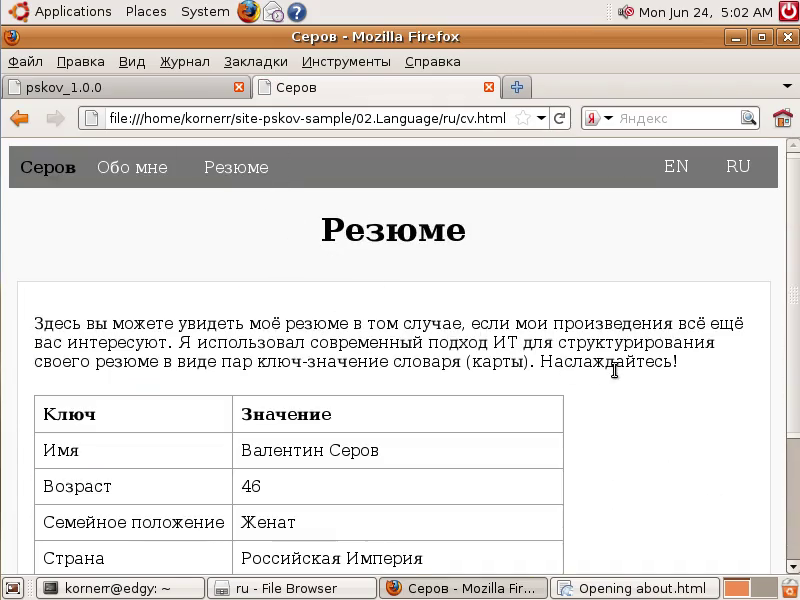 Applications Places System Mon Jun 24, 5:02 AM
Серов - Mozilla Firefox
Файл Правка Вид Журнал Закладки Инструменты Справка
pskov_1.0.0 Серов
file:///home/kornerr/site-pskov-sample/02.Language/ru/cv.html Я Яндекс
Серов Обо мне Резюме EN RU
Резюме
Здесь вы можете увидеть моё резюме в том случае, если мои произведения всё ещё
вас интересуют. Я использовал современный подход ИТ для структурирования
своего резюме в виде пар ключ-значение словаря (карты). Наслаждайтесь!
Ключ Значение
Имя Валентин Серов
Возраст 46
Семейное положение Женат
Страна Российская Империя
kornerr@edgy: ~ ru - File Browser Серов - Mozilla Fir... Opening about.html